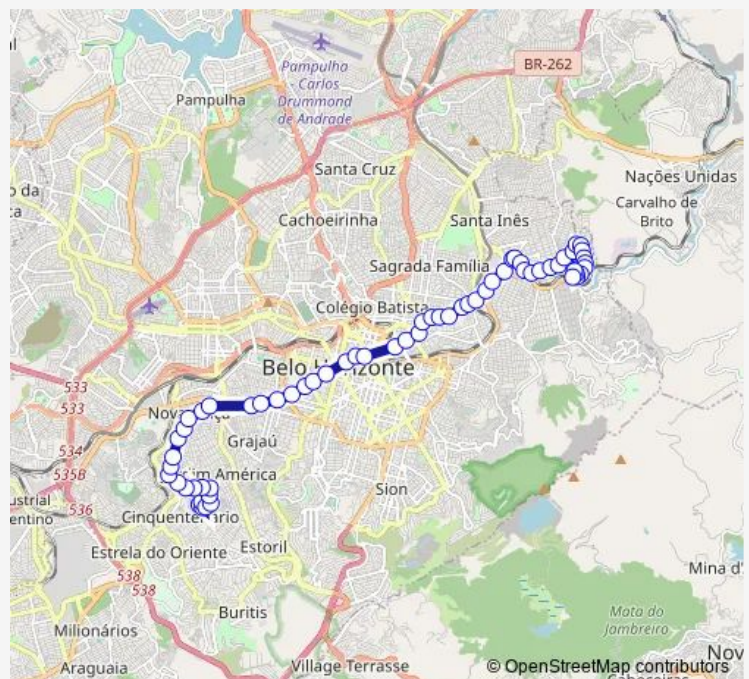 BR-262
Pampulha
- Carlos
Drummond
de Andrade
Pampulha
Santa Cruz
Nações Unidas
Carvalho de
Brito
Cachoeirinha
Santa Inês
Sagrada Família
Colégio Batista
Belo Horizonte
533
533
Grajaú
534
535B
536
Sion
Cinquentenário
Estrela do Oriente
Estoril
538
538
Mina d'
Buritis
Mata do
Jambreiro
Milionários
Nov
Araguaia
Village Terrasse
© OpenStreetMap contributors